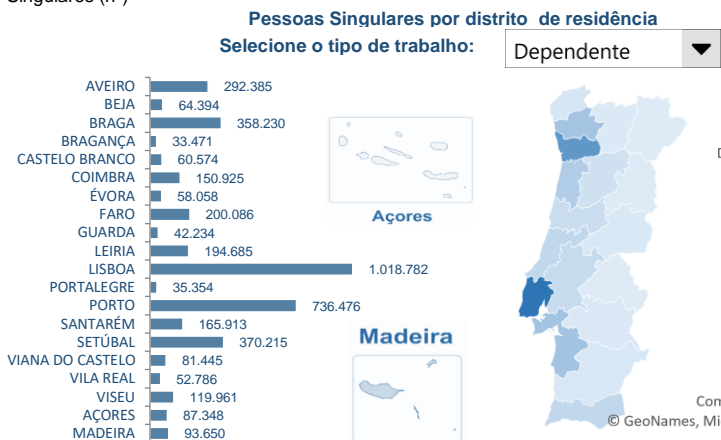 Singulares (nº)
Pessoas Singulares por distrito de residência
Selecione o tipo de trabalho:
Dependente
AVEIRO 292.385
BEJA 64.394
BRAGA 358.230
BRAGANÇA 33.471
CASTELO BRANCO 60.574
COIMBRA 150.925
ÉVORA 58.058
FARO 200.086
GUARDA 42.234
LEIRIA 194.685
LISBOA 1.018.782
PORTALEGRE 35.354
PORTO 736.476
SANTARÉM 165.913
SETÚBAL 370.215
VIANA DO CASTELO 81.445
VILA REAL 52.786
VISEU 119.961
AÇORES 87.348
MADEIRA 93.650
Açores
Madeira
D
Com
© GeoNames, Mi